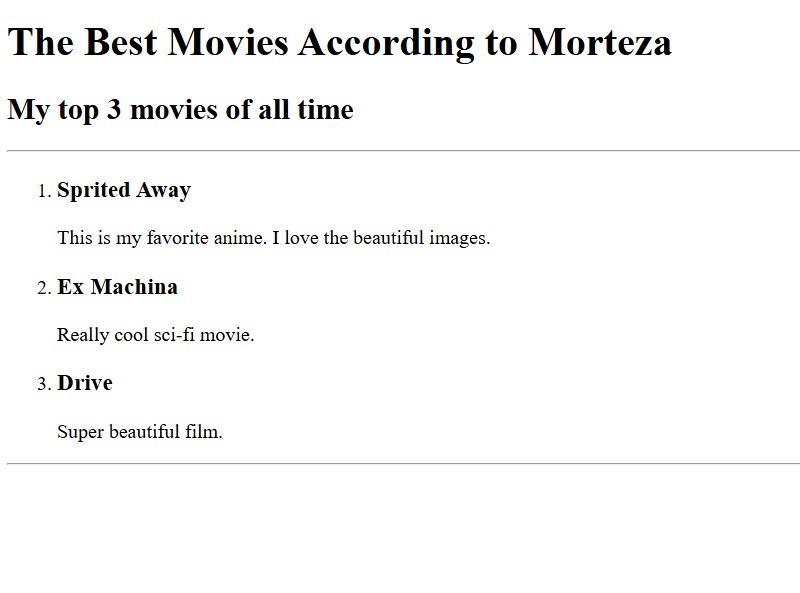 The Best Movies According to Morteza
My top 3 movies of all time
1. Sprited Away
This is my favorite anime. I love the beautiful images.
2. Ex Machina
Really cool sci-fi movie.
3. Drive
Super beautiful film.